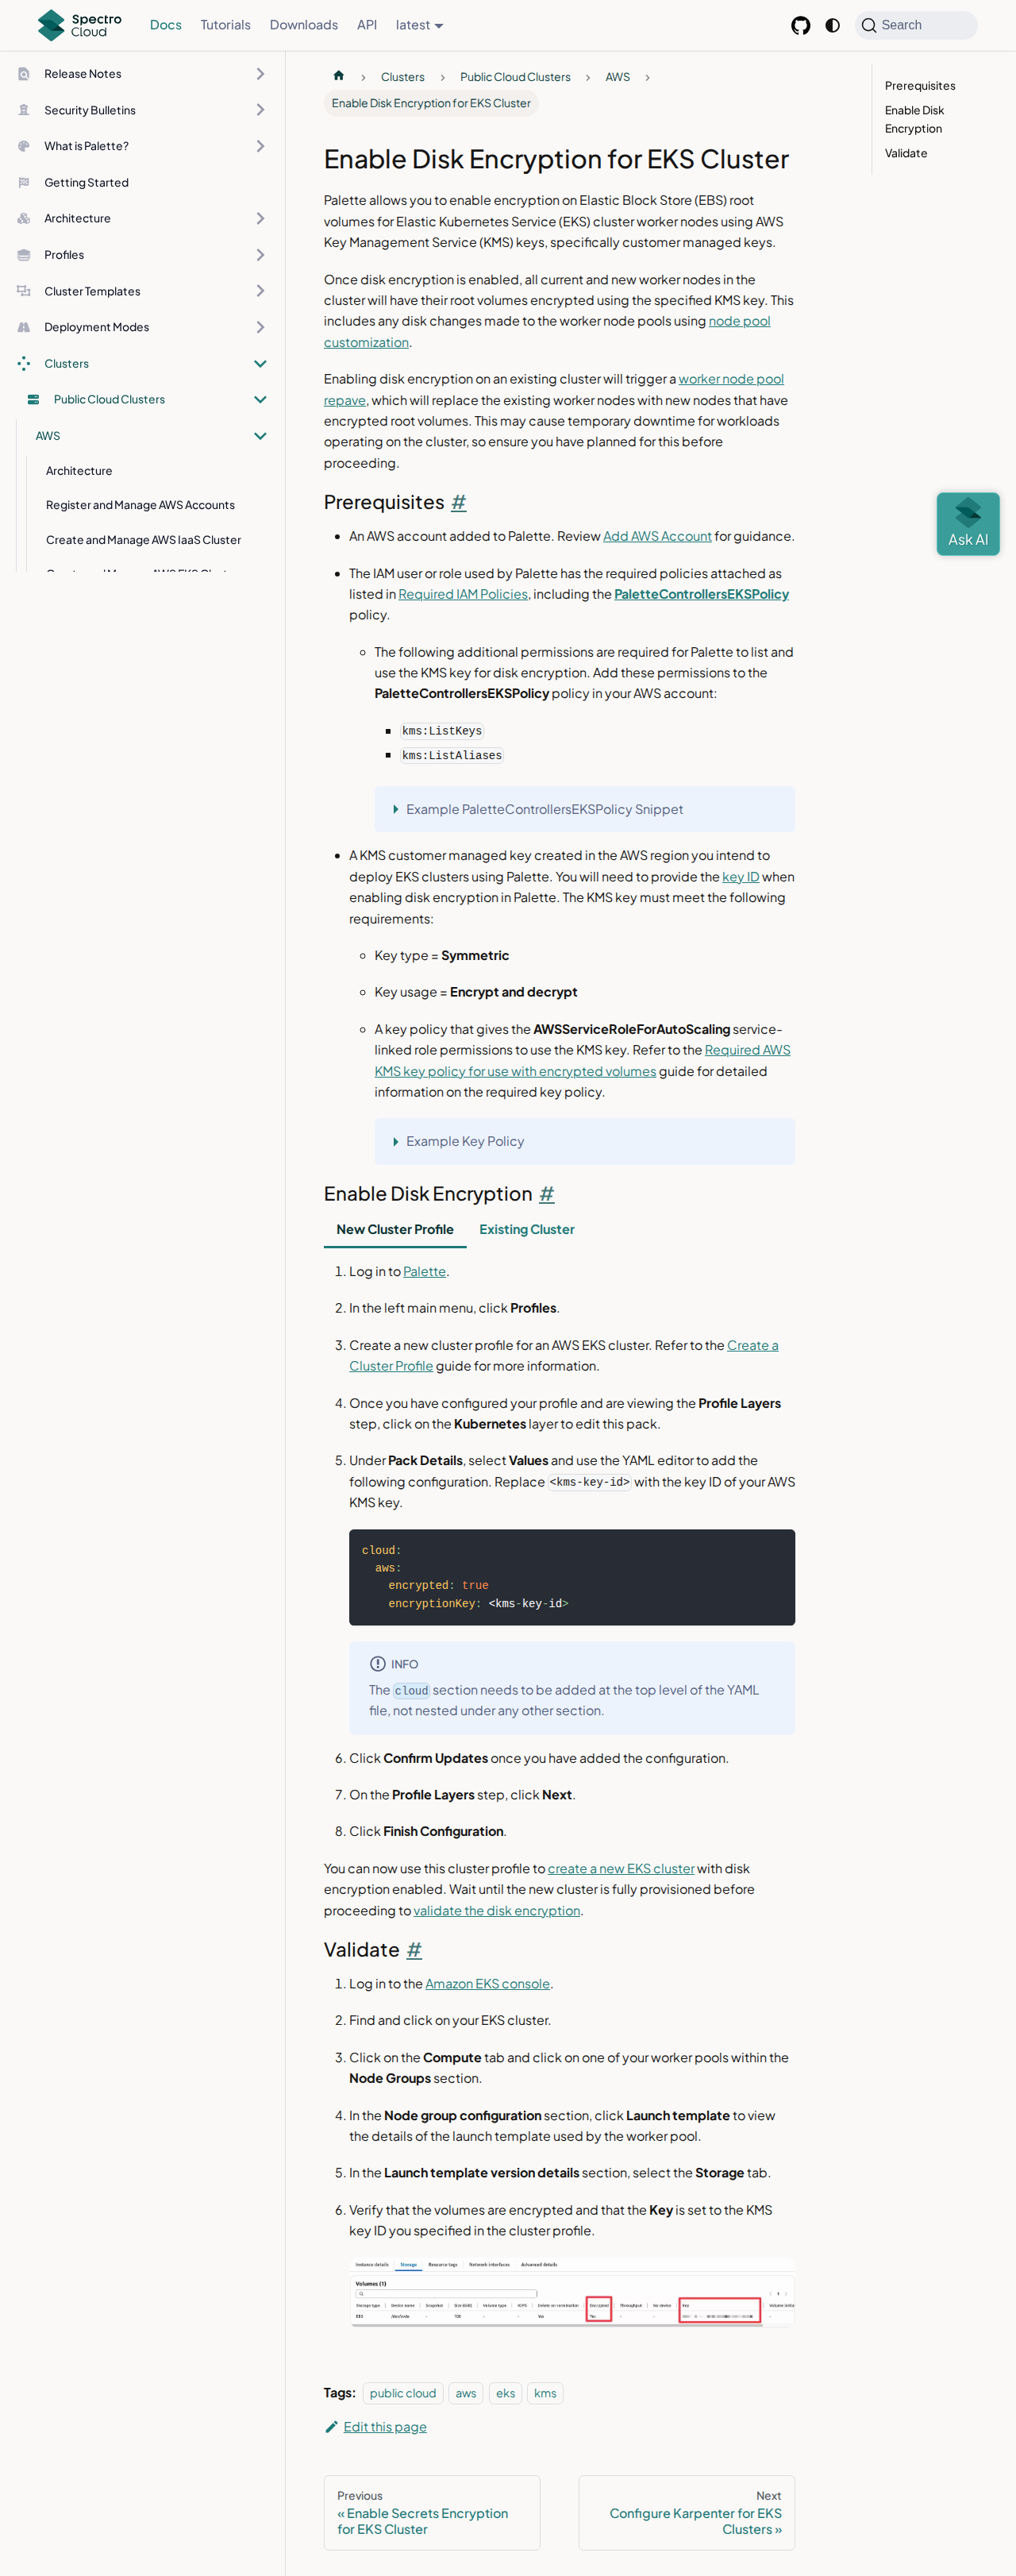 Spectro
Cloud
Docs
Tutorials
Downloads
API
latest
Search
Release Notes
Security Bulletins
What is Palette?
Getting Started
Architecture
Profiles
Cluster Templates
Deployment Modes
Clusters
Public Cloud Clusters
AWS
Architecture
Register and Manage AWS Accounts
Create and Manage AWS IaaS Cluster
Clusters
Public Cloud Clusters
AWS
Enable Disk Encryption for EKS Cluster
Prerequisites
Enable Disk
Encryption
Validate
Ask AI
Enable Disk Encryption for EKS Cluster
Palette allows you to enable encryption on Elastic Block Store (EBS) root
volumes for Elastic Kubernetes Service (EKS) cluster worker nodes using AWS
Key Management Service (KMS) keys, specifically customer managed keys.
Once disk encryption is enabled, all current and new worker nodes in the
cluster will have their root volumes encrypted using the specified KMS key. This
includes any disk changes made to the worker node pools using node pool
customization.
Enabling disk encryption on an existing cluster will trigger a worker node pool
repave, which will replace the existing worker nodes with new nodes that have
encrypted root volumes. This may cause temporary downtime for workloads
operating on the cluster, so ensure you have planned for this before
proceeding.
Prerequisites #
An AWS account added to Palette. Review Add AWS Account for guidance.
The IAM user or role used by Palette has the required policies attached as
listed in Required IAM Policies, including the PaletteControllersEKSPolicy
policy.
The following additional permissions are required for Palette to list and
use the KMS key for disk encryption. Add these permissions to the
PaletteControllersEKSPolicy policy in your AWS account:
kms:ListKeys
kms:ListAliases
Example PaletteControllersEKSPolicy Snippet
A KMS customer managed key created in the AWS region you intend to
deploy EKS clusters using Palette. You will need to provide the key ID when
enabling disk encryption in Palette. The KMS key must meet the following
requirements:
Key type = Symmetric
Key usage = Encrypt and decrypt
A key policy that gives the AWSServiceRoleForAutoScaling service-
linked role permissions to use the KMS key. Refer to the Required AWS
KMS key policy for use with encrypted volumes guide for detailed
information on the required key policy.
Example Key Policy
Enable Disk Encryption #
New Cluster Profile
Existing Cluster
1. Log in to Palette.
2. In the left main menu, click Profiles.
3. Create a new cluster profile for an AWS EKS cluster. Refer to the Create a
Cluster Profile guide for more information.
4. Once you have configured your profile and are viewing the Profile Layers
step, click on the Kubernetes layer to edit this pack.
5. Under Pack Details, select Values and use the YAML editor to add the
following configuration. Replace <kms-key-id> with the key ID of your AWS
KMS key.
cloud:
aws:
encrypted: true
encryptionKey: <kms-key-id>
INFO
The cloud section needs to be added at the top level of the YAML
file, not nested under any other section.
6. Click Confirm Updates once you have added the configuration.
7. On the Profile Layers step, click Next.
8. Click Finish Configuration.
You can now use this cluster profile to create a new EKS cluster with disk
encryption enabled. Wait until the new cluster is fully provisioned before
proceeding to validate the disk encryption.
Validate #
1. Log in to the Amazon EKS console.
2. Find and click on your EKS cluster.
3. Click on the Compute tab and click on one of your worker pools within the
Node Groups section.
4. In the Node group configuration section, click Launch template to view
the details of the launch template used by the worker pool.
5. In the Launch template version details section, select the Storage tab.
6. Verify that the volumes are encrypted and that the Key is set to the KMS
key ID you specified in the cluster profile.
Instance details Storage Resource tags Network interfaces Advanced details
Volumes (1)
Storage type Device name Snapshot Size (GiB) Volume type IOPS Delete on termination Encrypted Throughput No device Key
EBS Yes Yes
Tags: public cloud aws eks kms
Edit this page
Previous
« Enable Secrets Encryption
for EKS Cluster
Next
Configure Karpenter for EKS
Clusters »